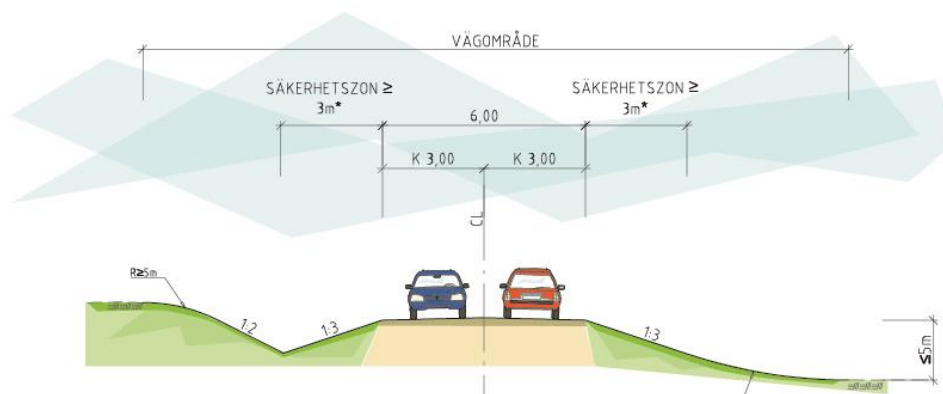 VÄGOMRÅDE
SÄKERHETSZON ≥
3m*
SÄKERHETSZON ≥
3m*
6,00
K 3,00
K 3,00
CL
R≥5m
1:2
1:3
1:3
≤5m